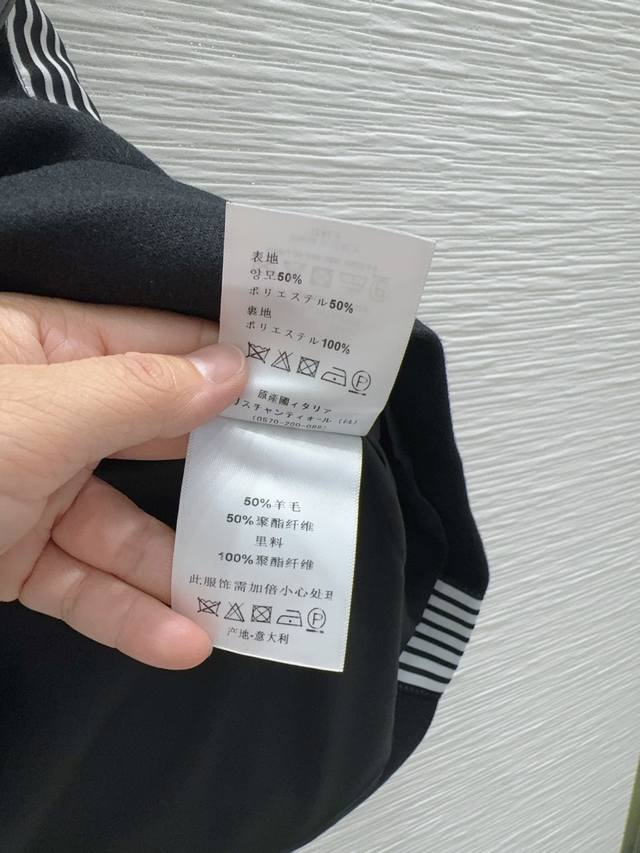 表地
양모50%
ポリエステル50%
裏地
ポリエステル100%
原産國イタリア
リスチャンティオール (株)
(0570-200-088)
50%羊毛
50%聚酯纤维
里料
100%聚酯纤维
此服饰需加倍小心处理
产地·意大利